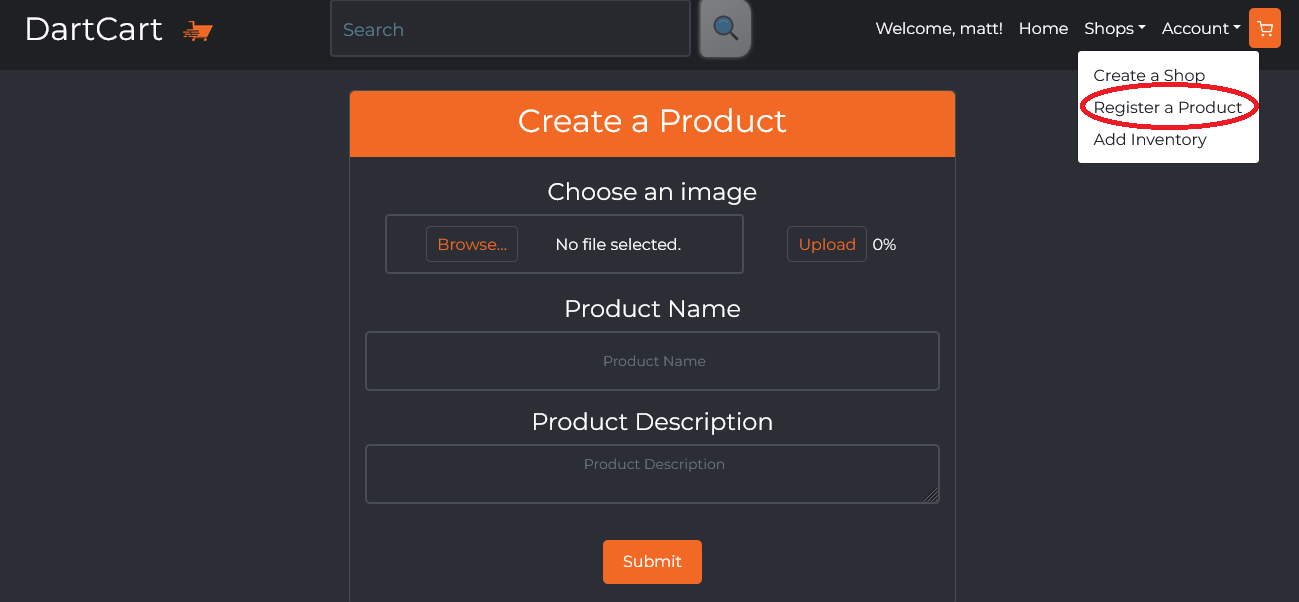 DartCart
Search
Welcome, matt! Home Shops Account
Create a Shop
Register a Product
Add Inventory
Create a Product
Choose an image
Browse... No file selected. Upload 0%
Product Name
Product Name
Product Description
Product Description
Submit